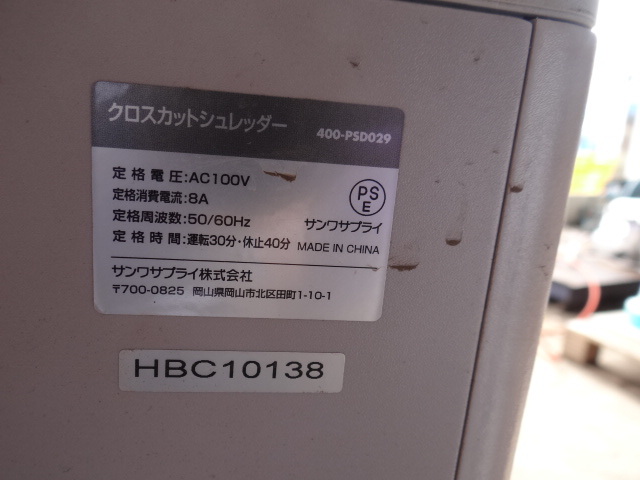 クロスカットシュレッダー 400-PSD029
定格電圧:AC100V
定格消費電流:8A
定格周波数:50/60Hz
定格時間:運転30分・休止40分
PS
E
サンワサプライ
MADE IN CHINA
サンワサプライ株式会社
〒700-0825 岡山県岡山市北区田町1-10-1
HBC10138